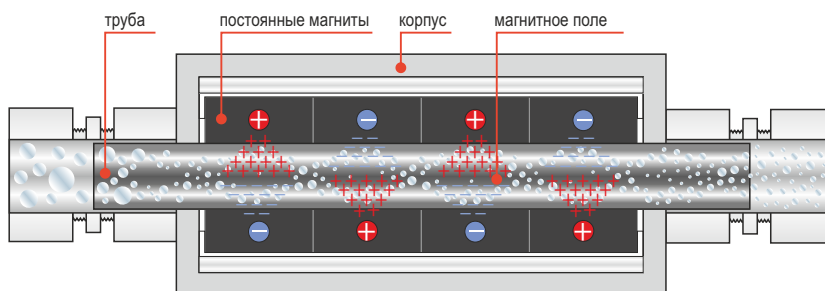 труба
постоянные магниты
корпус
магнитное поле